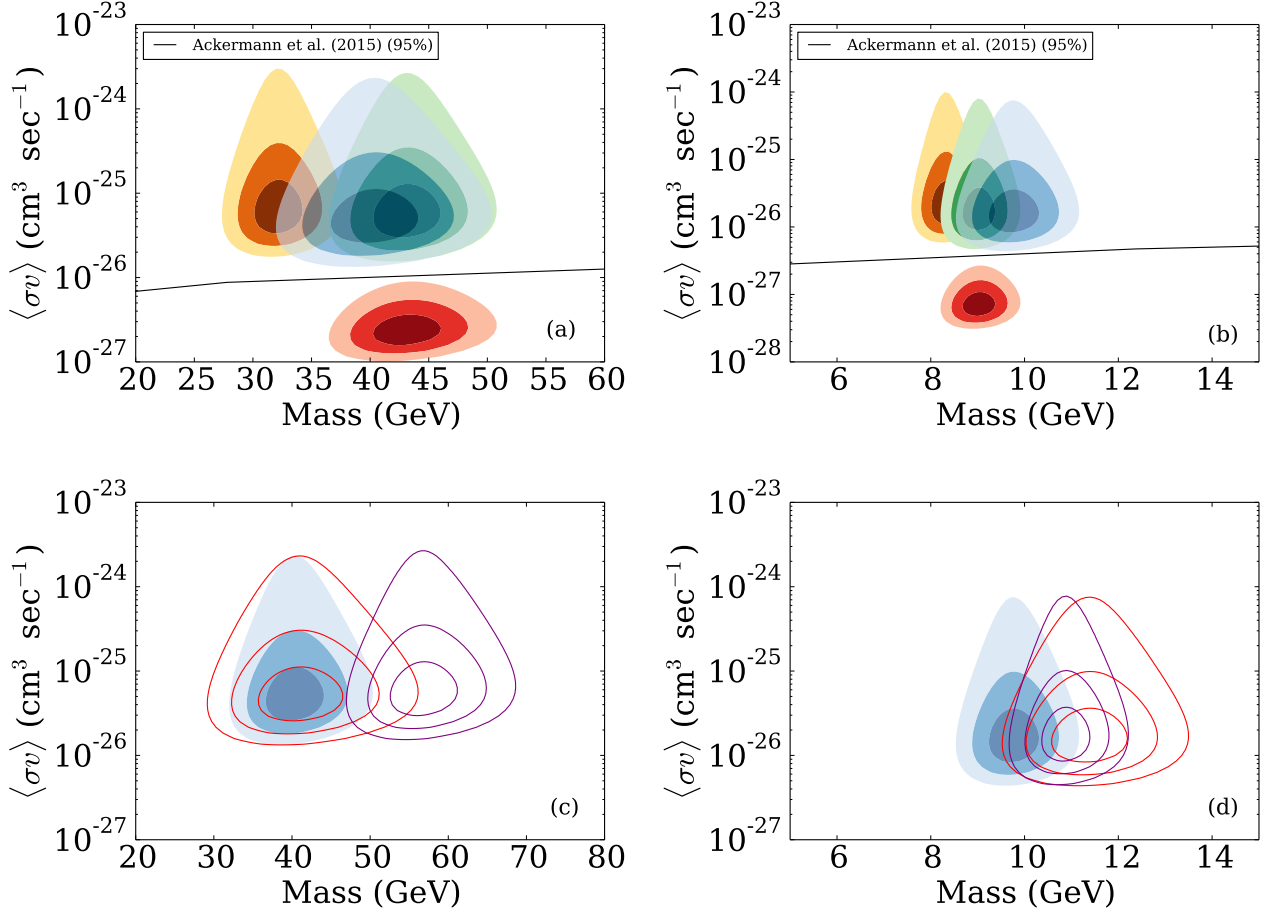 10^-23
10^-24
10^-25
10^-26
10^-27
⟨σv⟩ (cm^3 sec^−1)
Ackermann et al. (2015) (95%)
(a)
20 25 30 35 40 45 50 55 60
Mass (GeV)
10^-23
10^-24
10^-25
10^-26
10^-27
10^-28
⟨σv⟩ (cm^3 sec^−1)
Ackermann et al. (2015) (95%)
(b)
6 8 10 12 14
Mass (GeV)
10^-23
10^-24
10^-25
10^-26
10^-27
⟨σv⟩ (cm^3 sec^−1)
(c)
20 30 40 50 60 70 80
Mass (GeV)
10^-23
10^-24
10^-25
10^-26
10^-27
⟨σv⟩ (cm^3 sec^−1)
(d)
6 8 10 12 14
Mass (GeV)